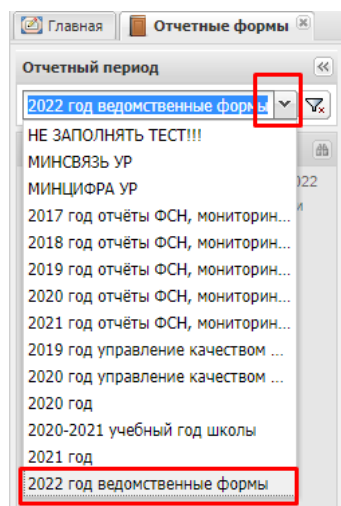 Главная Отчетные формы
Отчетный период
2022 год ведомственные формы
НЕ ЗАПОЛНЯТЬ ТЕСТ!!!
МИНСВЯЗЬ УР
МИНЦИФРА УР
2017 год отчёты ФСН, мониторин...
2018 год отчёты ФСН, мониторин...
2019 год отчёты ФСН, мониторин...
2020 год отчёты ФСН, мониторин...
2021 год отчёты ФСН, мониторин...
2019 год управление качеством ...
2020 год управление качеством ...
2020 год
2020-2021 учебный год школы
2021 год
2022 год ведомственные формы